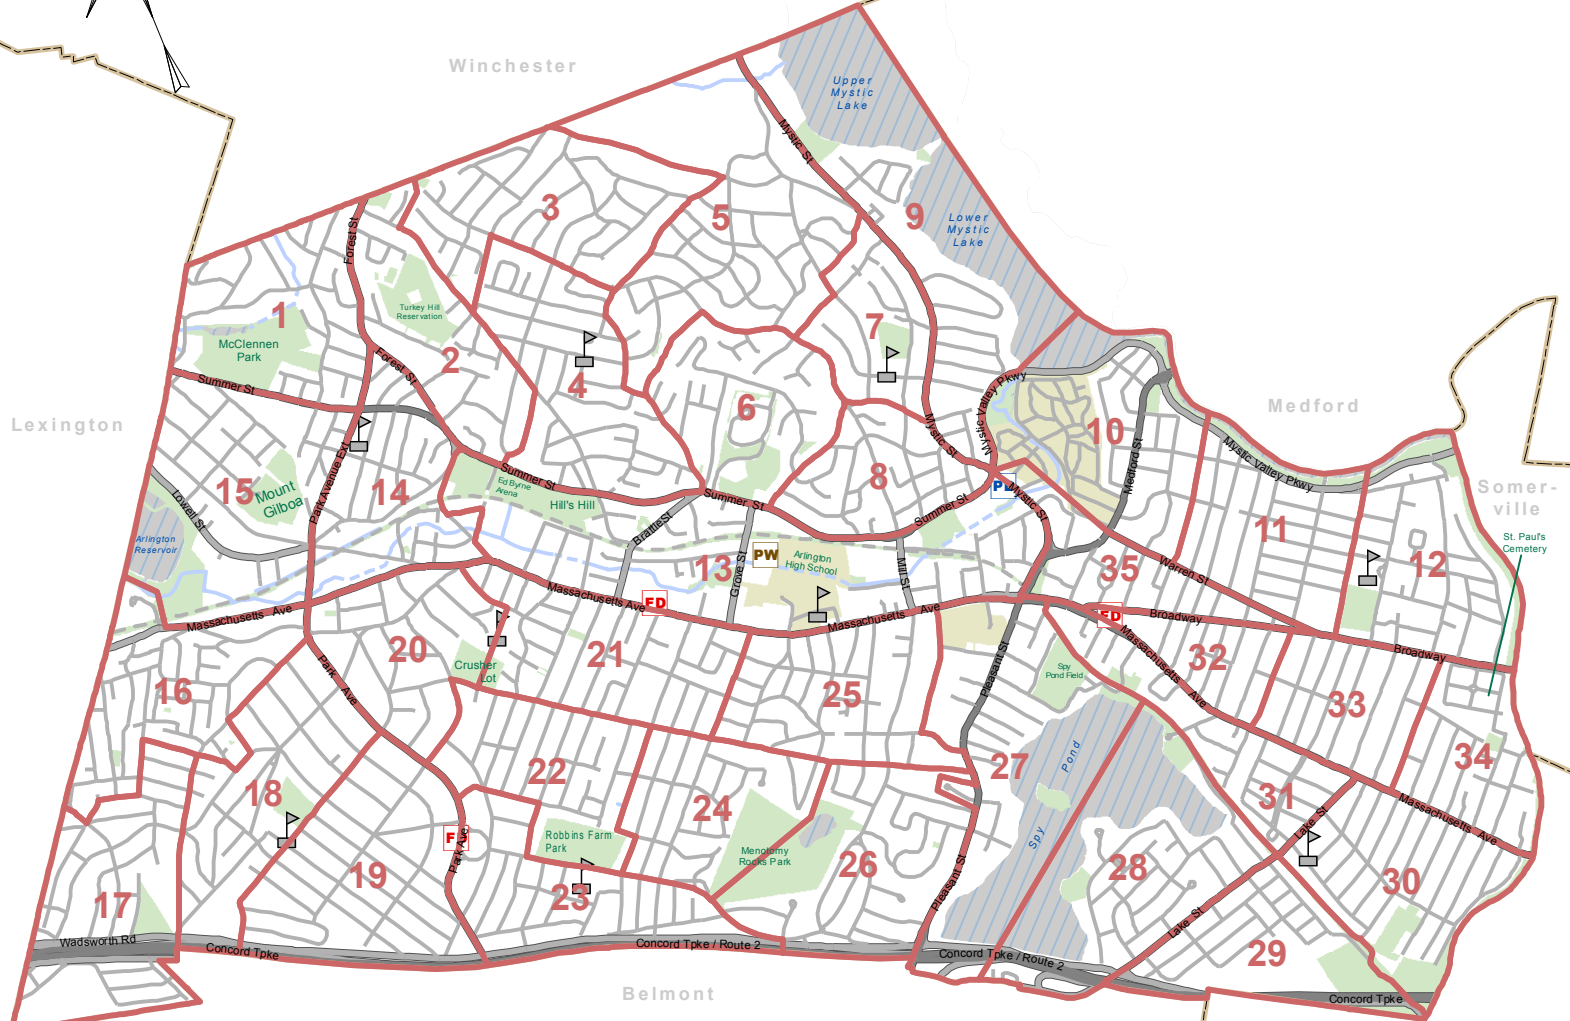 Winchester
Upper
Mystic
Lake
Mystic St
3
5
9
Lower
Mystic
Lake
Forest St
Turkey Hill
Reservation
1
McClennen
Park
7
Forest St
2
4
Summer St
Mystic Valley Pkwy
6
Medford
Lexington
10
Mystic St
Mystic
Mystic Valley Pkwy
Medford St
8
Park Avenue Ext
15
Mount
Gilboa
14
Summer St
Ed Byrne
Arena
Hill's Hill
Summer St
Lowell St
Summer St
Mystic St
Somer-
ville
11
Brattle St
Arlington
Reservoir
PW
Arlington
High School
13
Grove St
Mill St
35
Warren St
12
St. Paul's
Cemetery
Massachusetts Ave
Massachusetts Ave
Massachusetts Ave
Broadway
Broadway
Massachusetts Ave
20
21
Crusher
Lot
32
Spy
Pond Field
Pleasant St
16
Park Ave
25
33
34
22
27
Pond
Spy
18
24
31
Lake St
Massachusetts Ave
Robbins Farm
Park
Park Ave
Menotomy
Rocks Park
26
28
19
23
30
17
Pleasant St
Lake St
Wadsworth Rd
Concord Tpke
Concord Tpke / Route 2
Concord Tpke / Route 2
29
Belmont
Concord Tpke